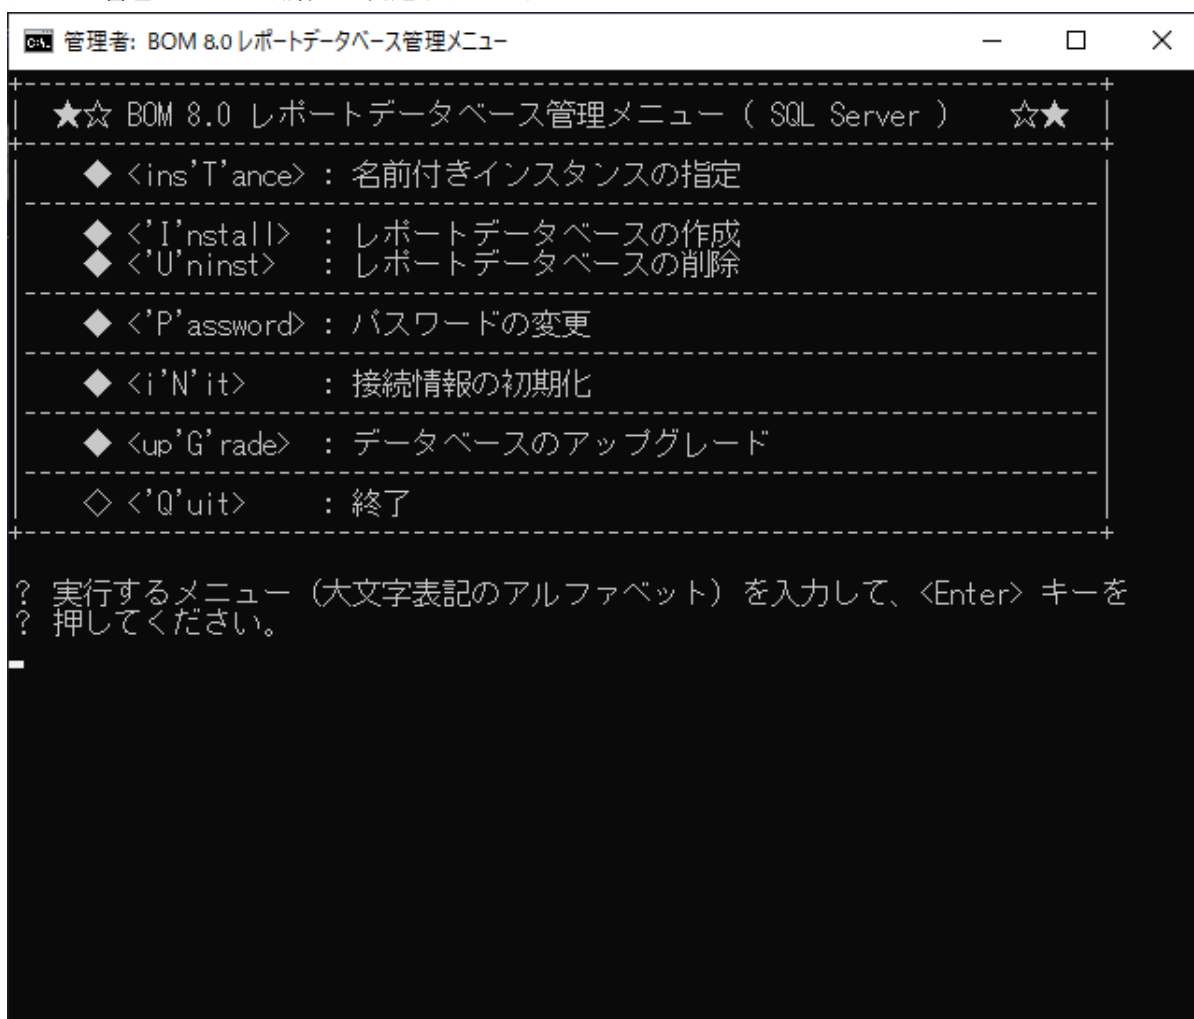 管理者: BOM 8.0 レポートデータベース管理メニュー
★☆ BOM 8.0 レポートデータベース管理メニュー ( SQL Server ) ☆★
◆ <ins'T'ance> : 名前付きインスタンスの指定
◆ <'I'nstall> : レポートデータベースの作成
◆ <'U'ninst> : レポートデータベースの削除
◆ <'P'assword> : パスワードの変更
◆ <i'N'it> : 接続情報の初期化
◆ <up'G'rade> : データベースのアップグレード
◇ <'Q'uit> : 終了
? 実行するメニュー（大文字表記のアルファベット）を入力して、<Enter> キーを
? 押してください。